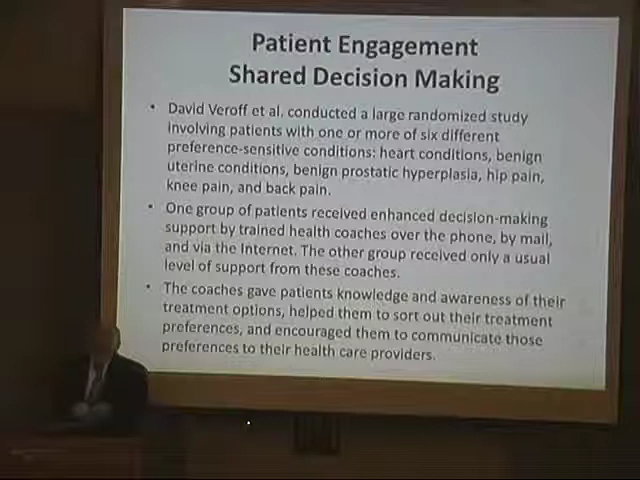 Patient Engagement
Shared Decision Making
• David Veroff et al. conducted a large randomized study
involving patients with one or more of six different
preference-sensitive conditions: heart conditions, benign
uterine conditions, benign prostatic hyperplasia, hip pain,
knee pain, and back pain.
• One group of patients received enhanced decision-making
support by trained health coaches over the phone, by mail,
and via the Internet. The other group received only a usual
level of support from these coaches.
• The coaches gave patients knowledge and awareness of their
treatment options, helped them to sort out their treatment
preferences, and encouraged them to communicate those
preferences to their health care providers.